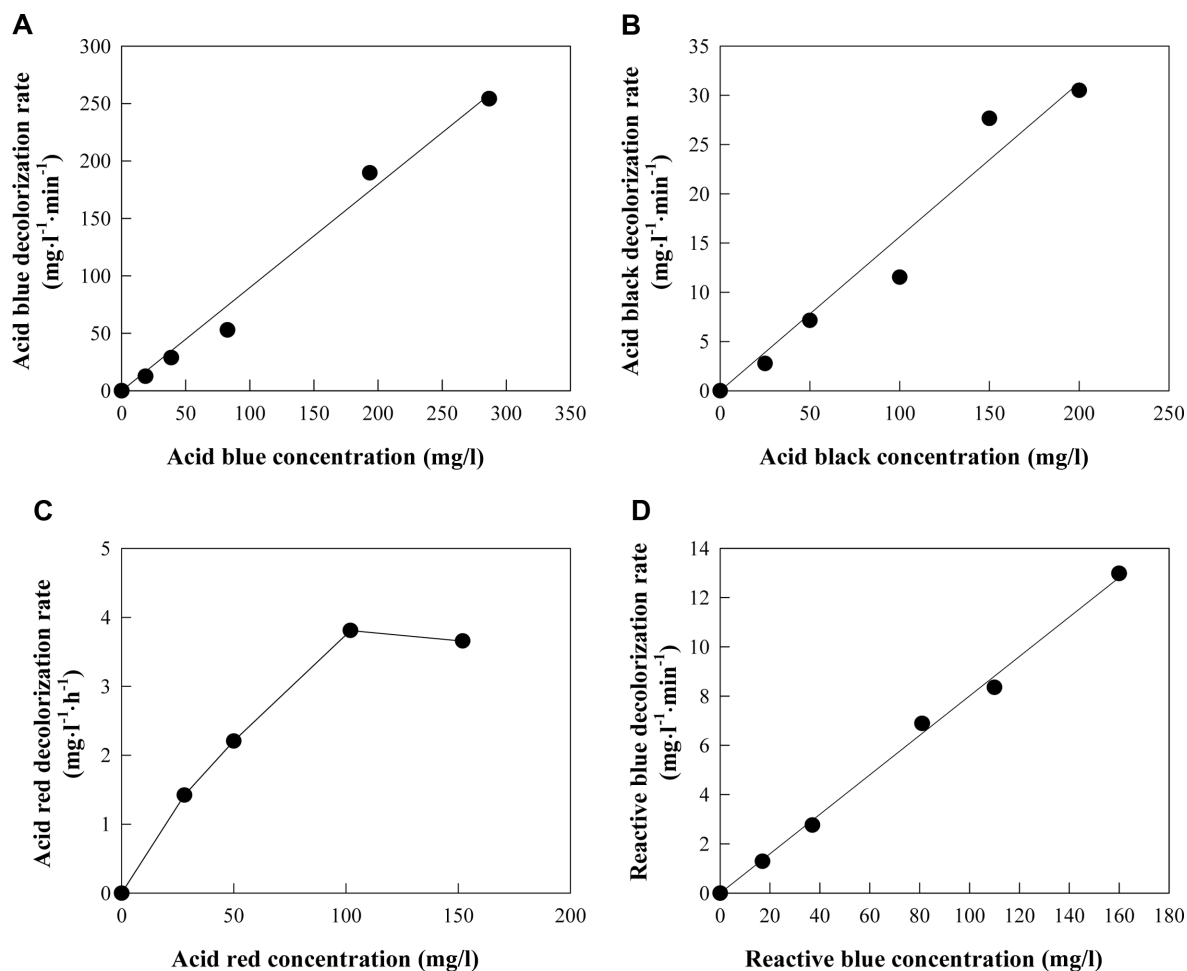 A
Acid blue decolorization rate
(mg·l⁻¹·min⁻¹)
300
250
200
150
100
50
0
0 50 100 150 200 250 300 350
Acid blue concentration (mg/l)
B
Acid black decolorization rate
(mg·l⁻¹·min⁻¹)
35
30
25
20
15
10
5
0
0 50 100 150 200 250
Acid black concentration (mg/l)
C
Acid red decolorization rate
(mg·l⁻¹·h⁻¹)
5
4
3
2
1
0
0 50 100 150 200
Acid red concentration (mg/l)
D
Reactive blue decolorization rate
(mg·l⁻¹·min⁻¹)
14
12
10
8
6
4
2
0
0 20 40 60 80 100 120 140 160 180
Reactive blue concentration (mg/l)